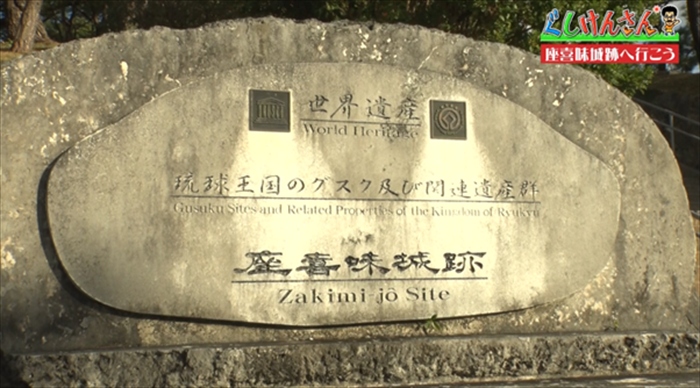 ぐしけんさん
座喜味城跡へ行こう
世界遺産
World Heritage
琉球王国のグスク及び関連遺産群
Gusuku Sites and Related Properties of the Kingdom of Ryukyu
座喜味城跡
Zakimi-jô Site